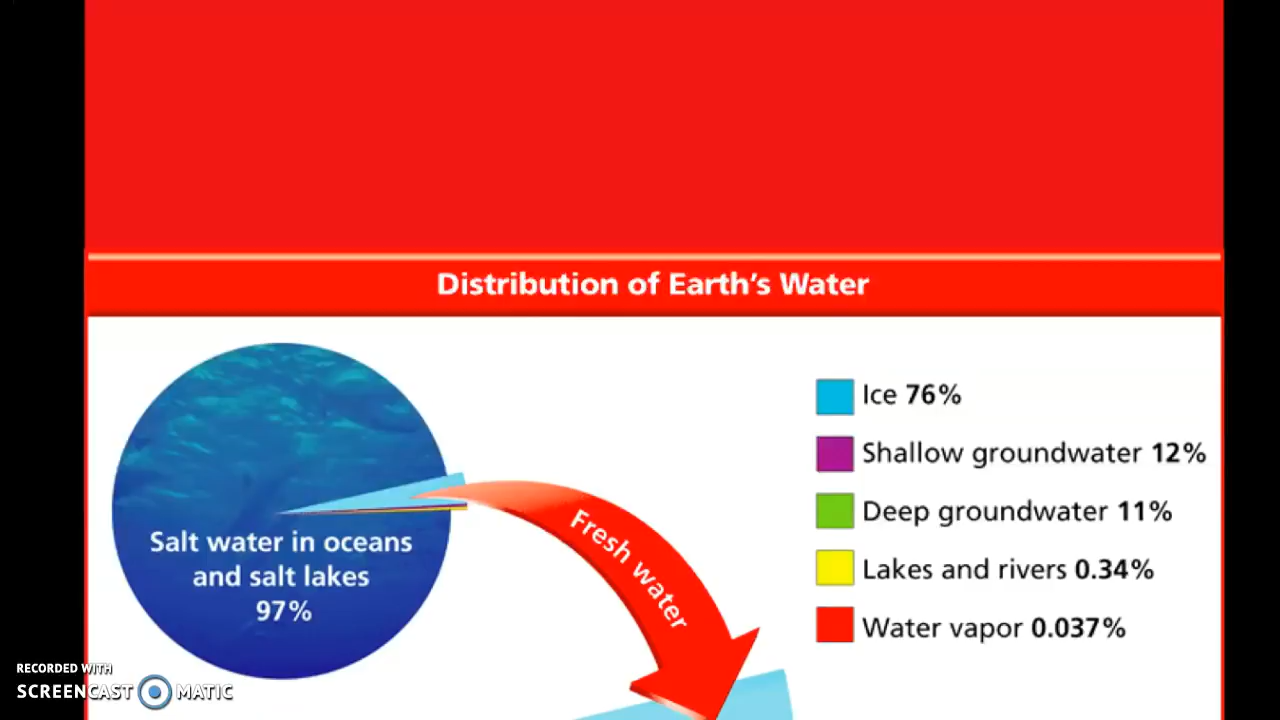 Distribution of Earth's Water
Ice 76%
Shallow groundwater 12%
Deep groundwater 11%
Lakes and rivers 0.34%
Water vapor 0.037%
Salt water in oceans
and salt lakes
97%
Fresh water
RECORDED WITH
SCREENCAST MATIC